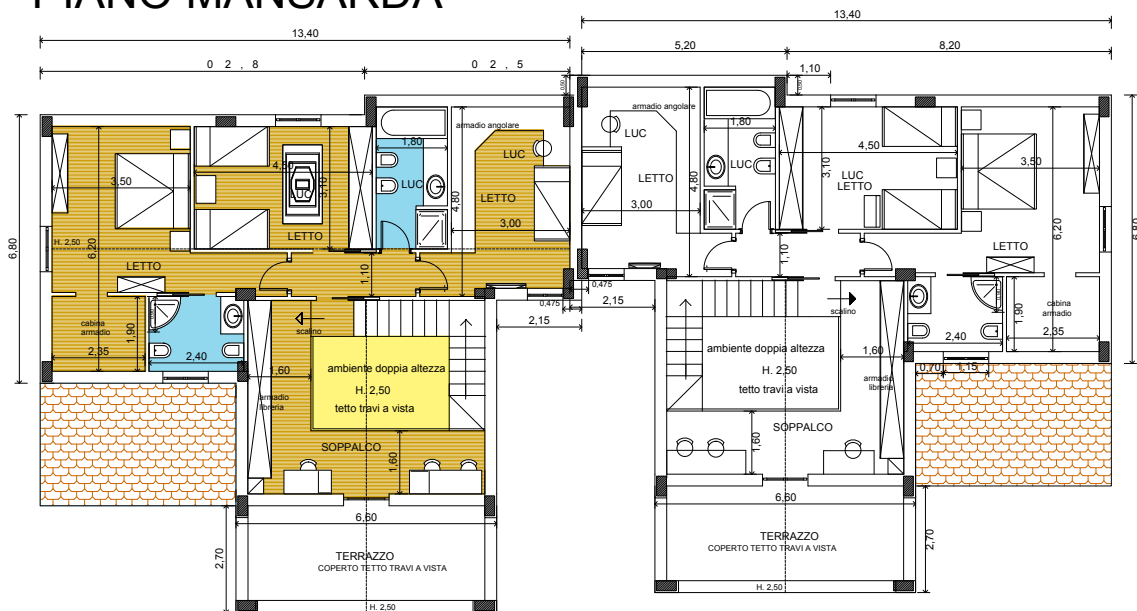 PIANO MANSARDA
13,40
13,40
0 2 , 8
0 2 , 5
5,20
8,20
1,10
armadio angolare
armadio angolare
1,80
1,80
LUC
LUC
LUC
LUC
LUC
LUC
4,50
4,50
3,50
3,50
3,10
3,10
4,80
4,80
LETTO
LETTO
LETTO
LETTO
3,00
3,00
6,80
6,80
6,20
6,20
H. 2,50
LETTO
LETTO
1,10
1,10
0,475
0,475
2,15
2,15
cabina
armadio
cabina
armadio
1,90
1,90
2,35
2,35
2,40
2,40
scalino
scalino
0,70
1,15
ambiente doppia altezza
H. 2,50
tetto travi a vista
ambiente doppia altezza
H. 2,50
tetto travi a vista
1,60
1,60
armadio
libreria
armadio
libreria
SOPPALCO
SOPPALCO
1,60
1,60
6,60
6,60
2,70
2,70
TERRAZZO
COPERTO TETTO TRAVI A VISTA
TERRAZZO
COPERTO TETTO TRAVI A VISTA
H. 2,50
H. 2,50